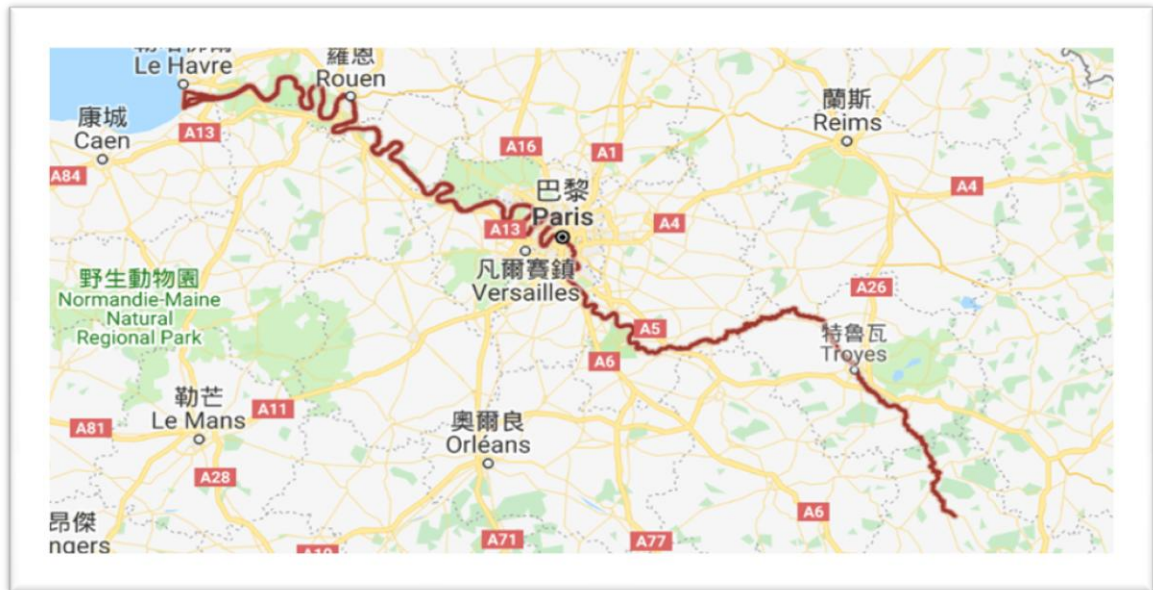 Le Havre
羅恩
Rouen
康城
Caen
A13
A84
A16
A1
蘭斯
Reims
A4
巴黎
Paris
A4
A13
凡爾賽鎮
Versailles
野生動物園
Normandie-Maine
Natural
Regional Park
A26
A5
特魯瓦
Troyes
A6
勒芒
Le Mans
A11
A81
奧爾良
Orléans
A28
A6
昂傑
ngers
A71
A77